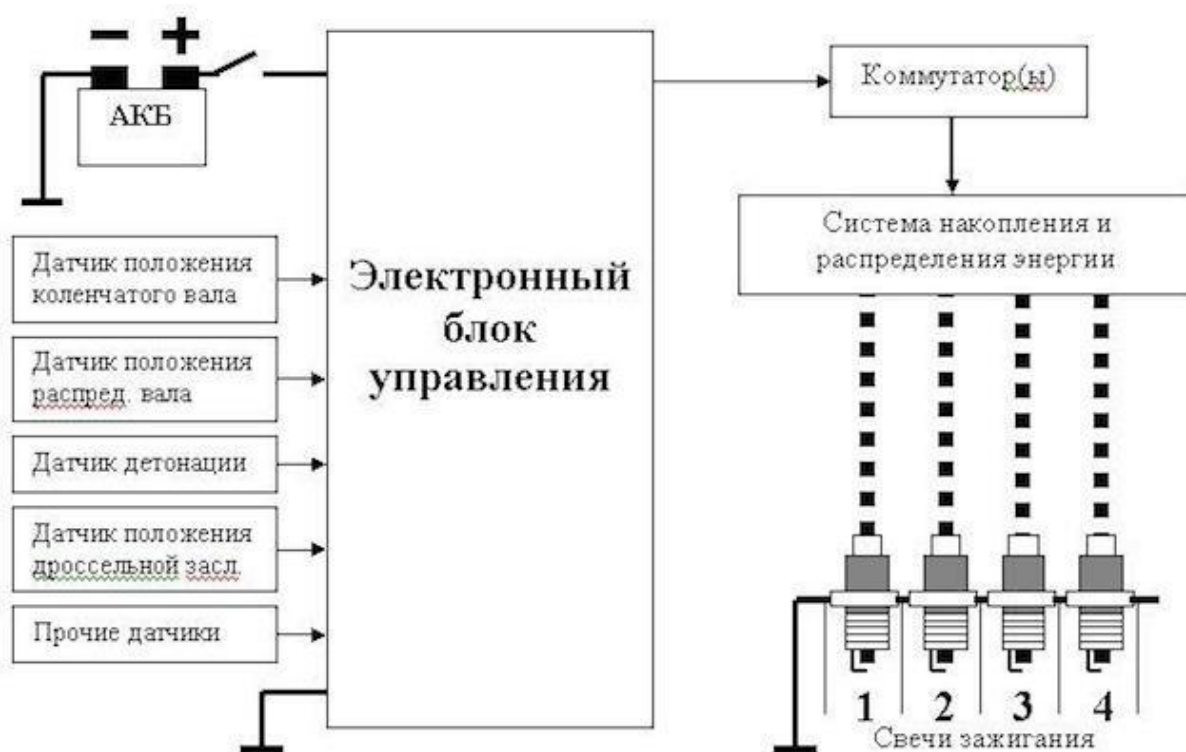 − +
АКБ
Датчик положения
коленчатого вала
Датчик положения
распред. вала
Датчик детонации
Датчик положения
дроссельной засл.
Прочие датчики
Электронный
блок
управления
Коммутатор(ы)
Система накопления и
распределения энергии
1 2 3 4
Свечи зажигания